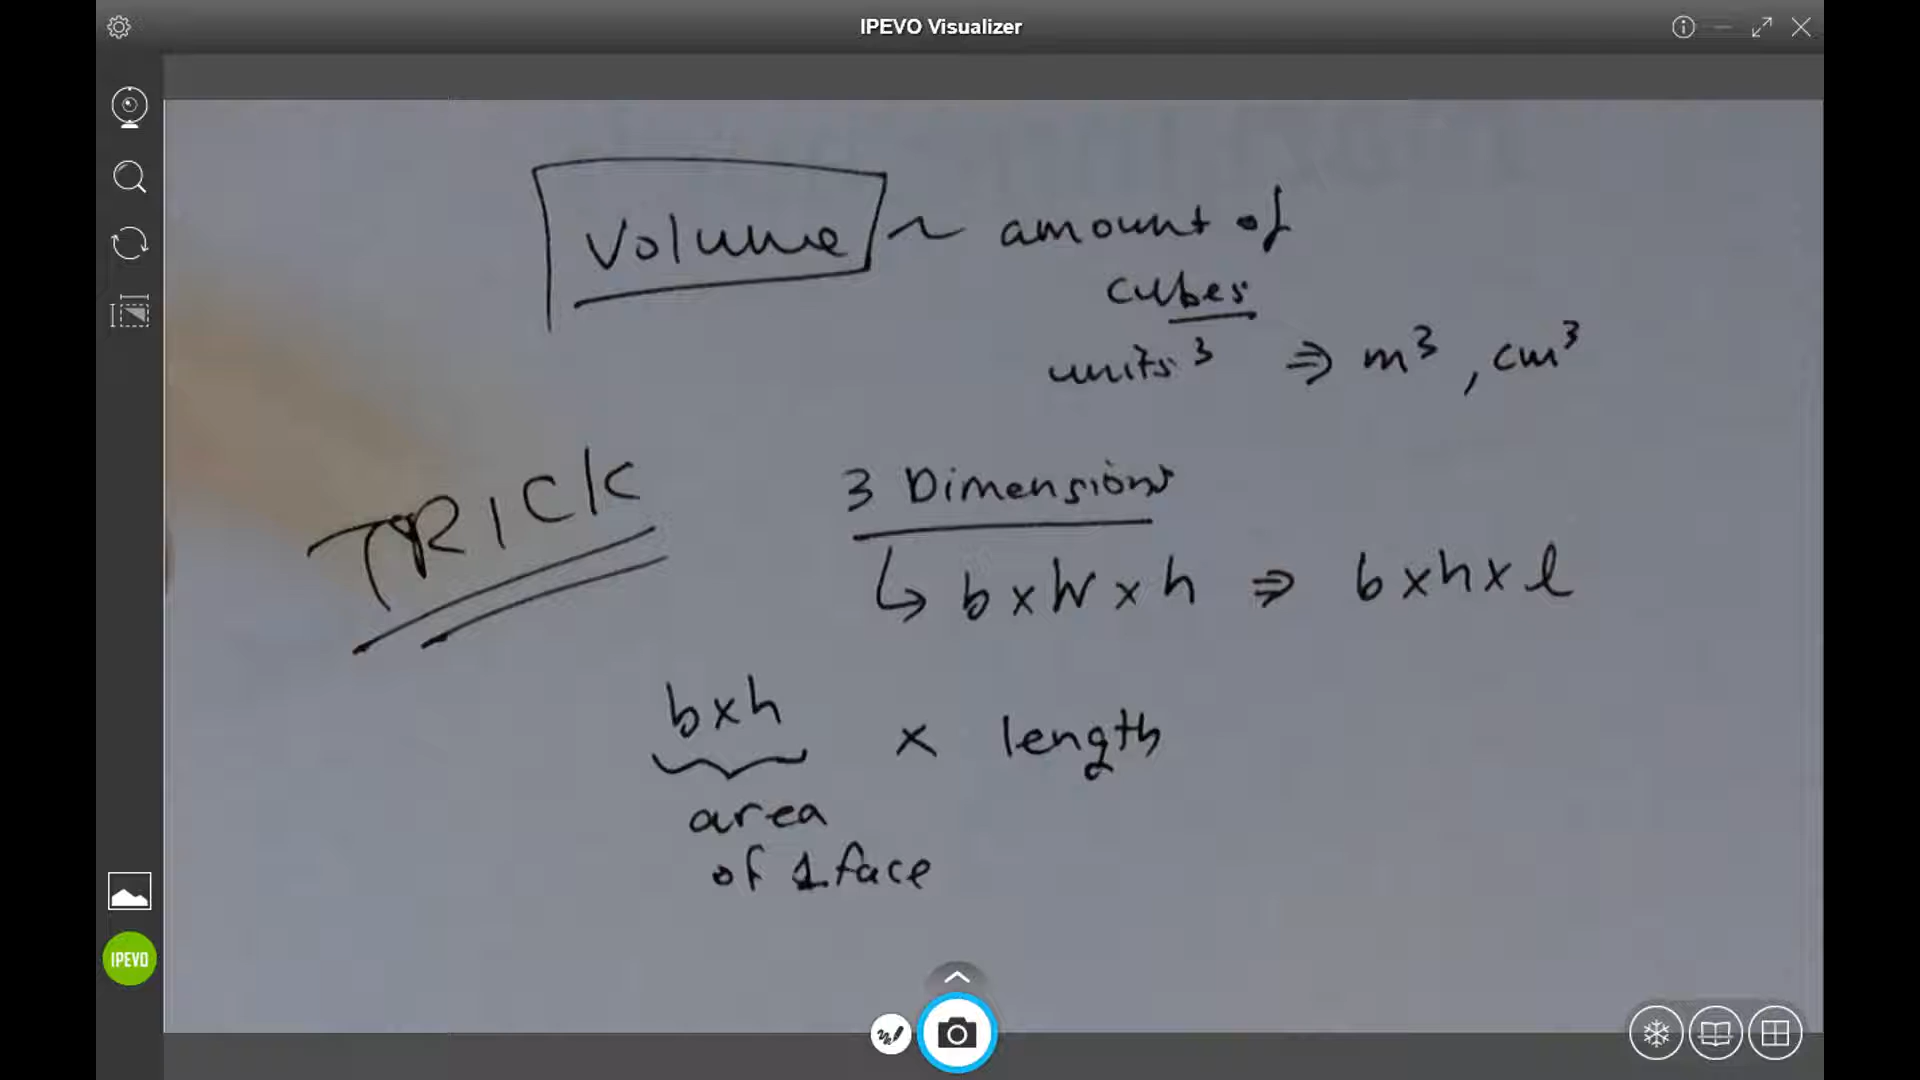 IPEVO Visualizer
Volume ~ amount of
cubes
units³ ⇒ m³, cm³
TRICK
3 Dimensions
↳ b x W x h ⇒ b x h x l
b x h x length
area
of 1 face
IPEVO